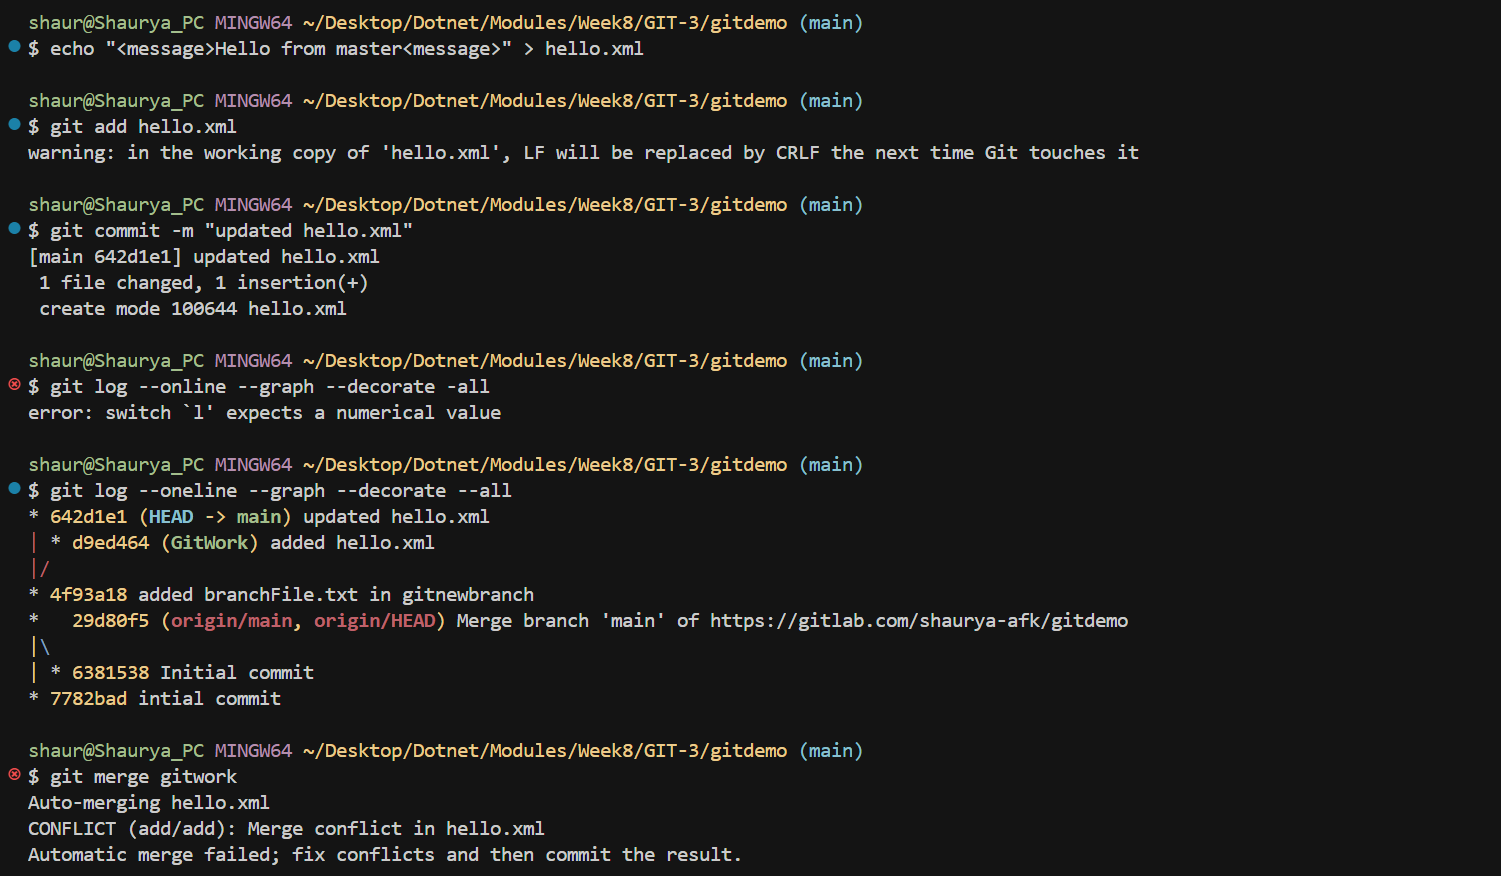 shaur@Shaurya_PC MINGW64 ~/Desktop/Dotnet/Modules/Week8/GIT-3/gitdemo (main)
$ echo "<message>Hello from master<message>" > hello.xml
shaur@Shaurya_PC MINGW64 ~/Desktop/Dotnet/Modules/Week8/GIT-3/gitdemo (main)
$ git add hello.xml
warning: in the working copy of 'hello.xml', LF will be replaced by CRLF the next time Git touches it
shaur@Shaurya_PC MINGW64 ~/Desktop/Dotnet/Modules/Week8/GIT-3/gitdemo (main)
$ git commit -m "updated hello.xml"
[main 642d1e1] updated hello.xml
 1 file changed, 1 insertion(+)
 create mode 100644 hello.xml
shaur@Shaurya_PC MINGW64 ~/Desktop/Dotnet/Modules/Week8/GIT-3/gitdemo (main)
$ git log --online --graph --decorate -all
error: switch `l' expects a numerical value
shaur@Shaurya_PC MINGW64 ~/Desktop/Dotnet/Modules/Week8/GIT-3/gitdemo (main)
$ git log --oneline --graph --decorate --all
* 642d1e1 (HEAD -> main) updated hello.xml
| * d9ed464 (GitWork) added hello.xml
|/
* 4f93a18 added branchFile.txt in gitnewbranch
*   29d80f5 (origin/main, origin/HEAD) Merge branch 'main' of https://gitlab.com/shaurya-afk/gitdemo
|\
| * 6381538 Initial commit
* 7782bad intial commit
shaur@Shaurya_PC MINGW64 ~/Desktop/Dotnet/Modules/Week8/GIT-3/gitdemo (main)
$ git merge gitwork
Auto-merging hello.xml
CONFLICT (add/add): Merge conflict in hello.xml
Automatic merge failed; fix conflicts and then commit the result.